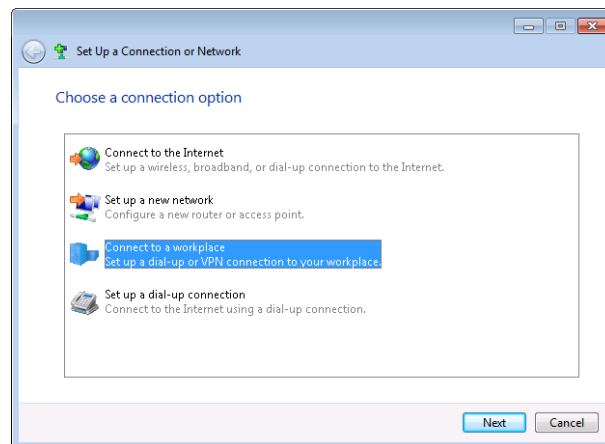 Set Up a Connection or Network
Choose a connection option
Connect to the Internet
Set up a wireless, broadband, or dial-up connection to the Internet.
Set up a new network
Configure a new router or access point.
Connect to a workplace
Set up a dial-up or VPN connection to your workplace.
Set up a dial-up connection
Connect to the Internet using a dial-up connection.
Next Cancel